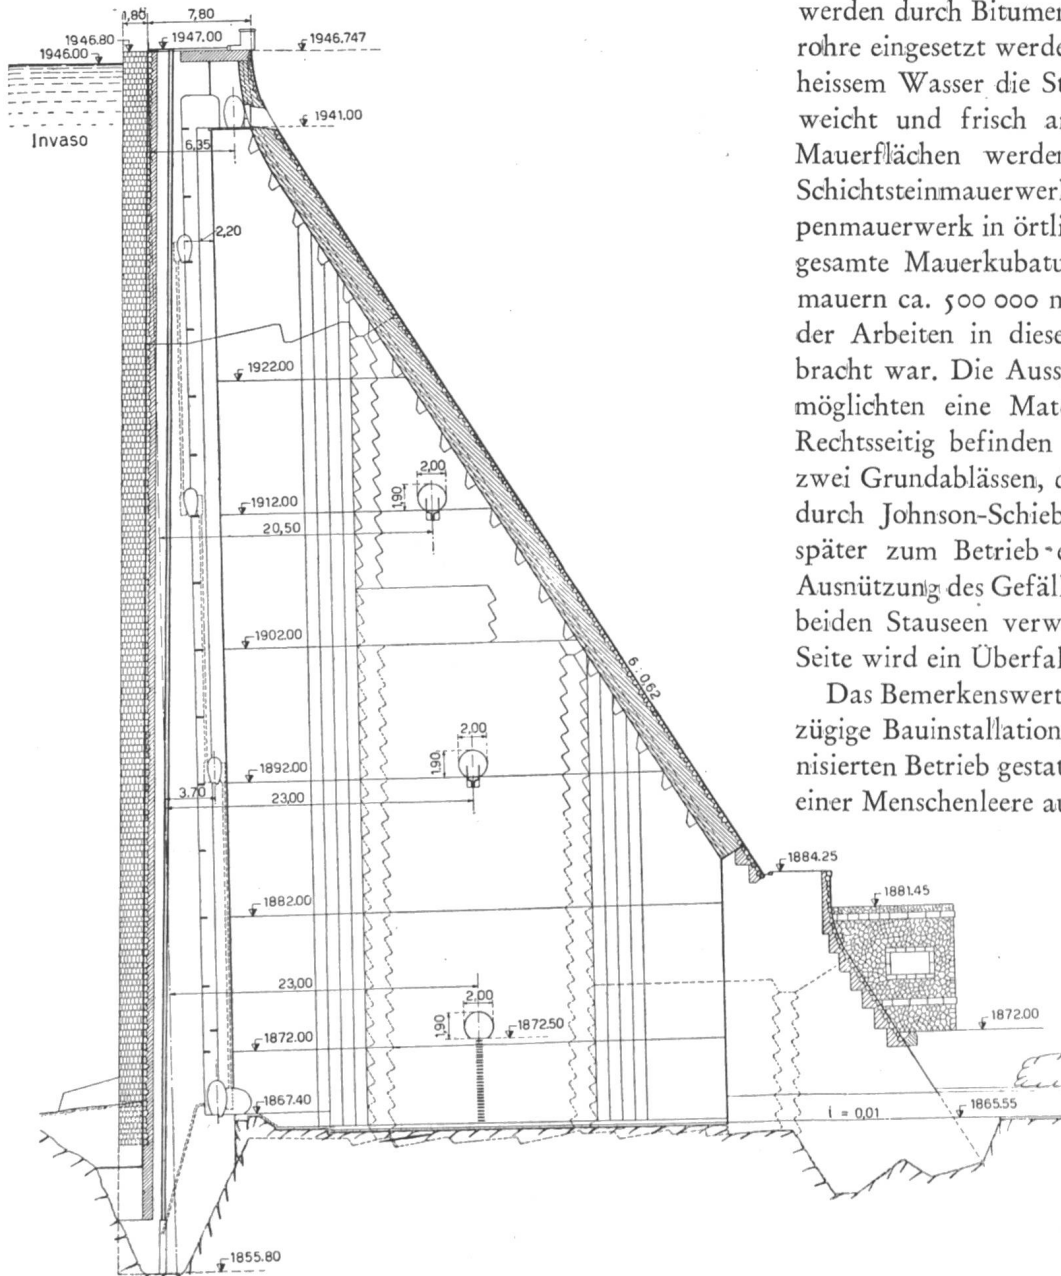 1,80
7,80
1946.80
1947.00
1946.747
1946.00
Invaso
1941.00
6,35
2,20
1922.00
2,00
1,90
1912.00
20,50
1902.00
6:0,62
2,00
1,90
1892.00
3.70
23,00
1884.25
1881.45
1882.00
23,00
2,00
1,90
1872.50
1872.00
1872.00
1867.40
i = 0,01
1865.55
1855.80
werden durch Bitumen
rohre eingesetzt werde
heissem Wasser die St
weicht und frisch a
Mauerflächen werden
Schichtsteinmauerwerk
penmauerwerk in örtli
gesamte Mauerkubatu
mauern ca. 500 000 m
der Arbeiten in diese
bracht war. Die Auss
möglichten eine Mat
Rechtsseitig befinden
zwei Grundablässen, d
durch Johnson-Schieb
später zum Betrieb e
Ausnützung des Gefäll
beiden Stauseen verw
Seite wird ein Überfal
Das Bemerkenswert
zügige Bauinstallation
nisierten Betrieb gestat
einer Menschenleere au